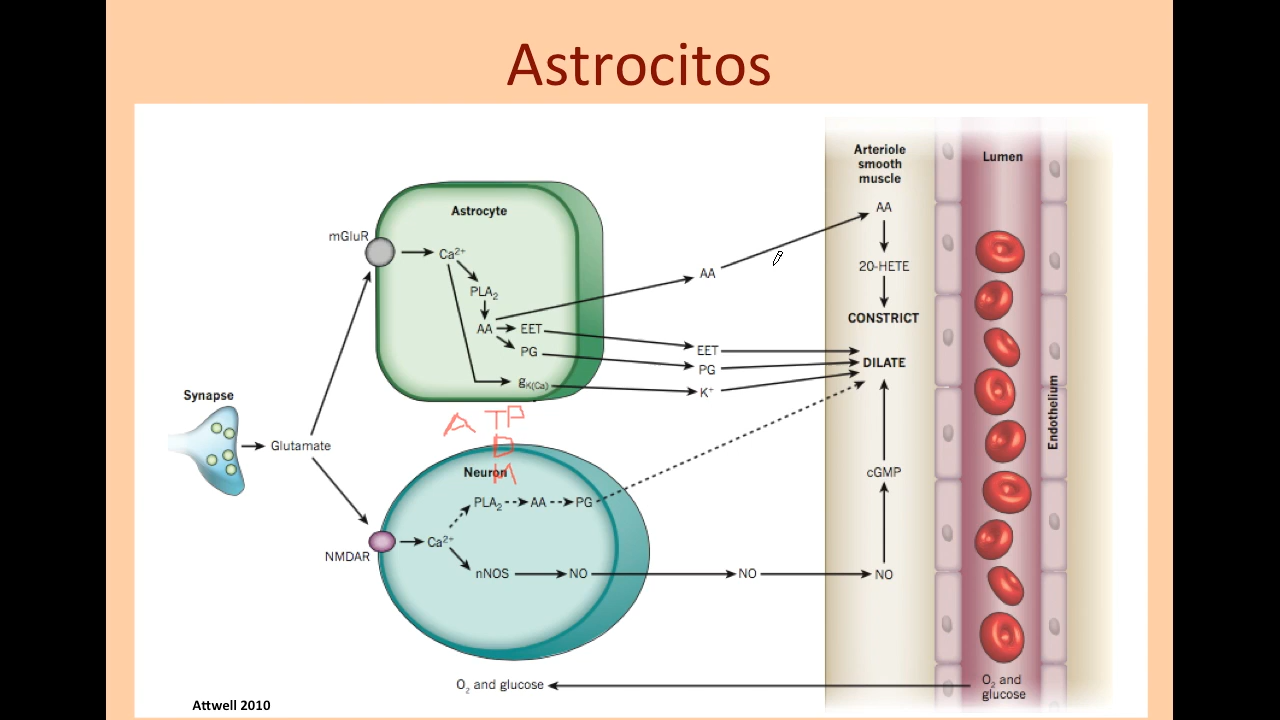 Astrocitos
Arteriole
smooth
muscle
Lumen
Astrocyte
mGluR
Ca²⁺
PLA₂
AA
EET
PG
gK(Ca)
AA
EET
PG
K⁺
AA
20-HETE
CONSTRICT
DILATE
Synapse
Glutamate
A TP
D
M
Neuron
PLA₂
AA
PG
NMDAR
Ca²⁺
nNOS
NO
NO
NO
cGMP
Endothelium
O₂ and glucose
O₂ and
glucose
Attwell 2010